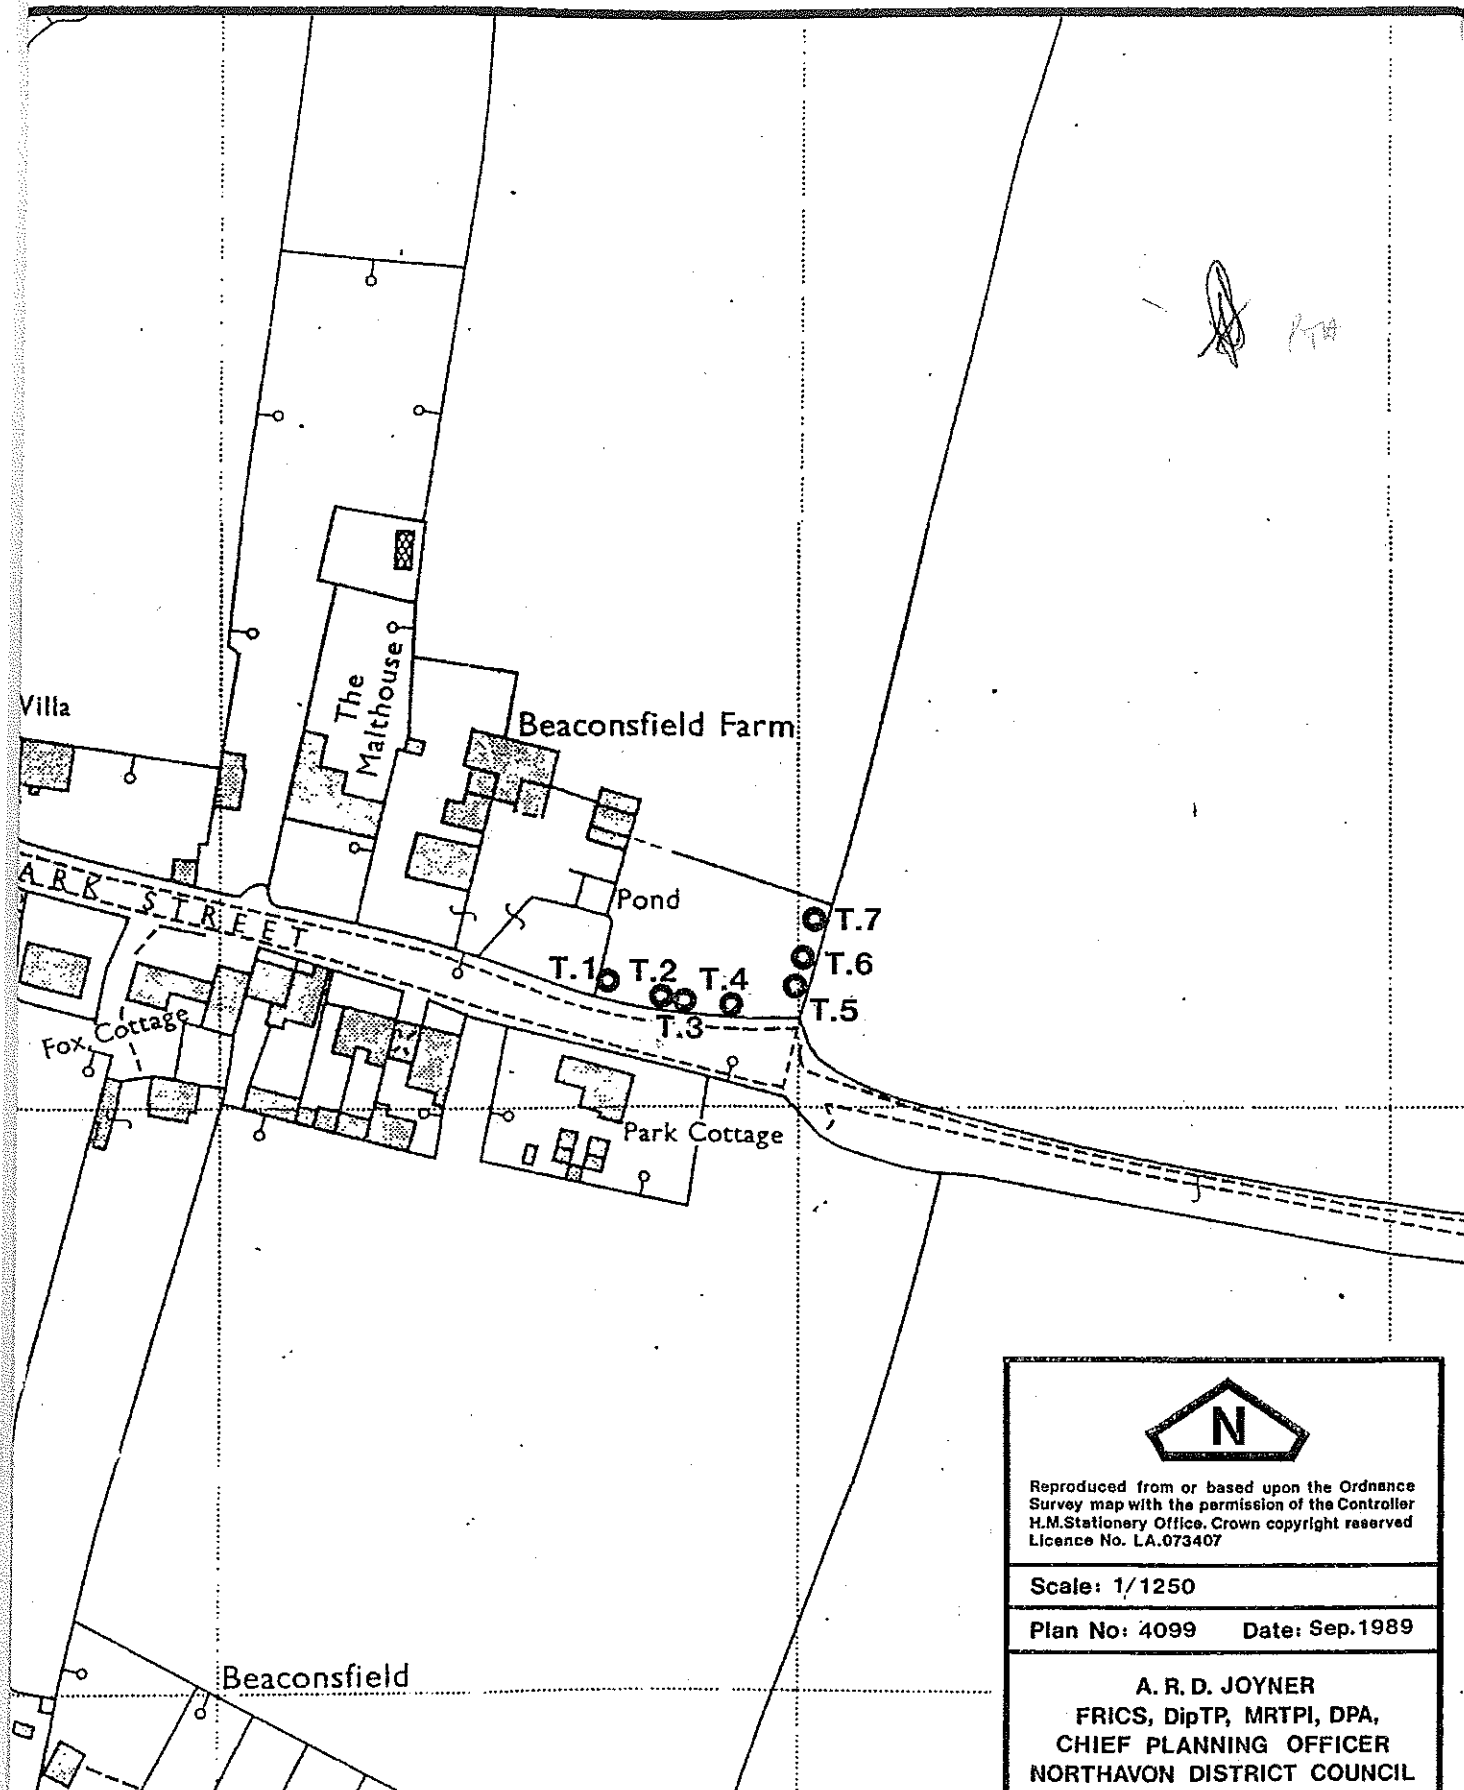 Villa
The
Malthouse
Beaconsfield Farm
ARK STREET
Pond
T.7
T.6
T.1
T.2
T.4
T.5
T.3
Fox Cottage
Park Cottage
Beaconsfield
N
Reproduced from or based upon the Ordnance
Survey map with the permission of the Controller
H.M.Stationery Office. Crown copyright reserved
Licence No. LA.073407
Scale: 1/1250
Plan No: 4099 Date: Sep.1989
A. R. D. JOYNER
FRICS, DipTP, MRTPI, DPA,
CHIEF PLANNING OFFICER
NORTHAVON DISTRICT COUNCIL